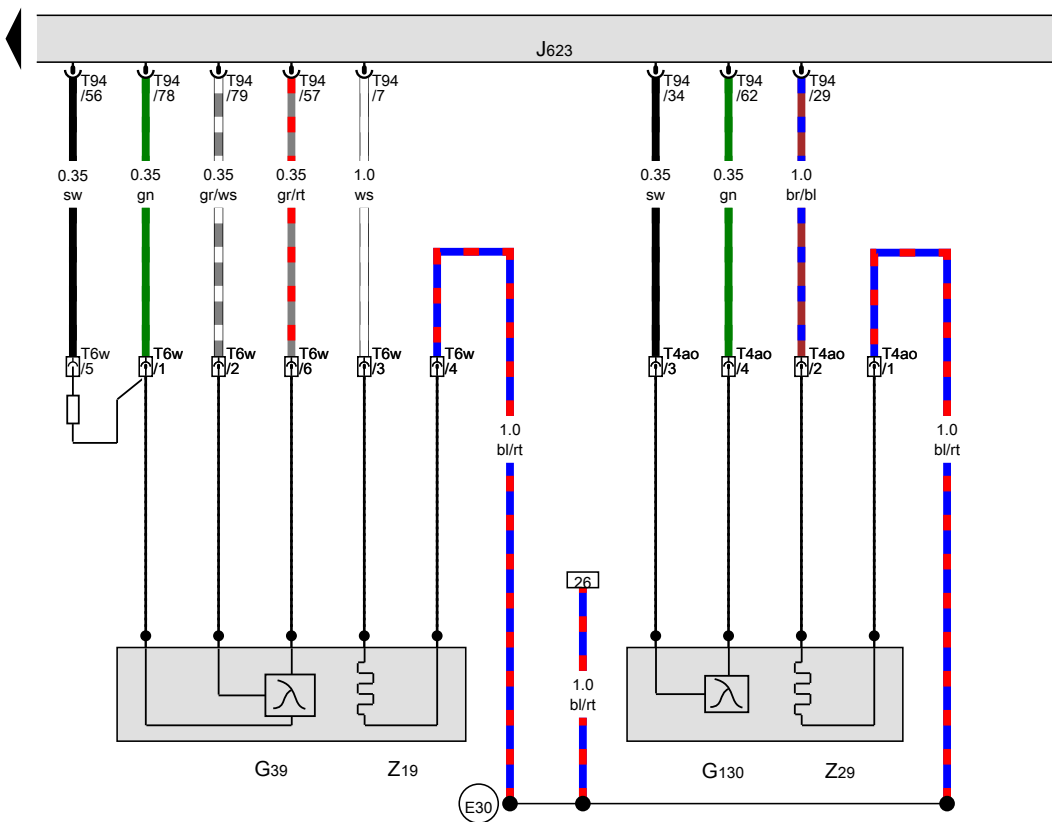 J623
T94 T94 T94 T94 T94 T94 T94 T94
/56 /78 /79 /57 /7 /34 /62 /29
0.35 0.35 0.35 0.35 1.0 0.35 0.35 1.0
sw gn gr/ws gr/rt ws sw gn br/bl
T6w T6w T6w T6w T6w T6w T4ao T4ao T4ao T4ao
/5 /1 /2 /6 /3 /4 /3 /4 /2 /1
1.0 1.0
bl/rt bl/rt
26
1.0
bl/rt
G39 Z19 G130 Z29
E30